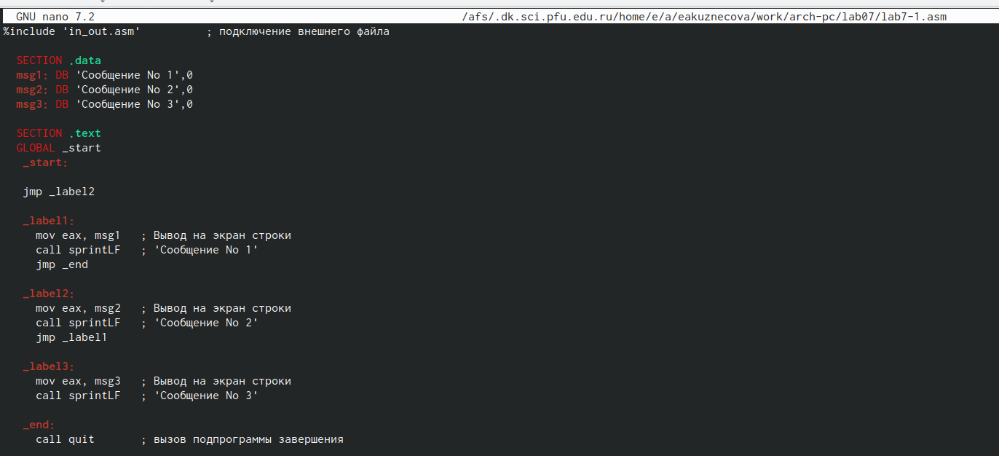 GNU nano 7.2 /afs/.dk.sci.pfu.edu.ru/home/e/a/eakuznecova/work/arch-pc/lab07/lab7-1.asm
%include 'in_out.asm' ; подключение внешнего файла
SECTION .data
msg1: DB 'Сообщение No 1',0
msg2: DB 'Сообщение No 2',0
msg3: DB 'Сообщение No 3',0
SECTION .text
GLOBAL _start
_start:
jmp _label2
_label1:
mov eax, msg1 ; Вывод на экран строки
call sprintLF ; 'Сообщение No 1'
jmp _end
_label2:
mov eax, msg2 ; Вывод на экран строки
call sprintLF ; 'Сообщение No 2'
jmp _label1
_label3:
mov eax, msg3 ; Вывод на экран строки
call sprintLF ; 'Сообщение No 3'
_end:
call quit ; вызов подпрограммы завершения